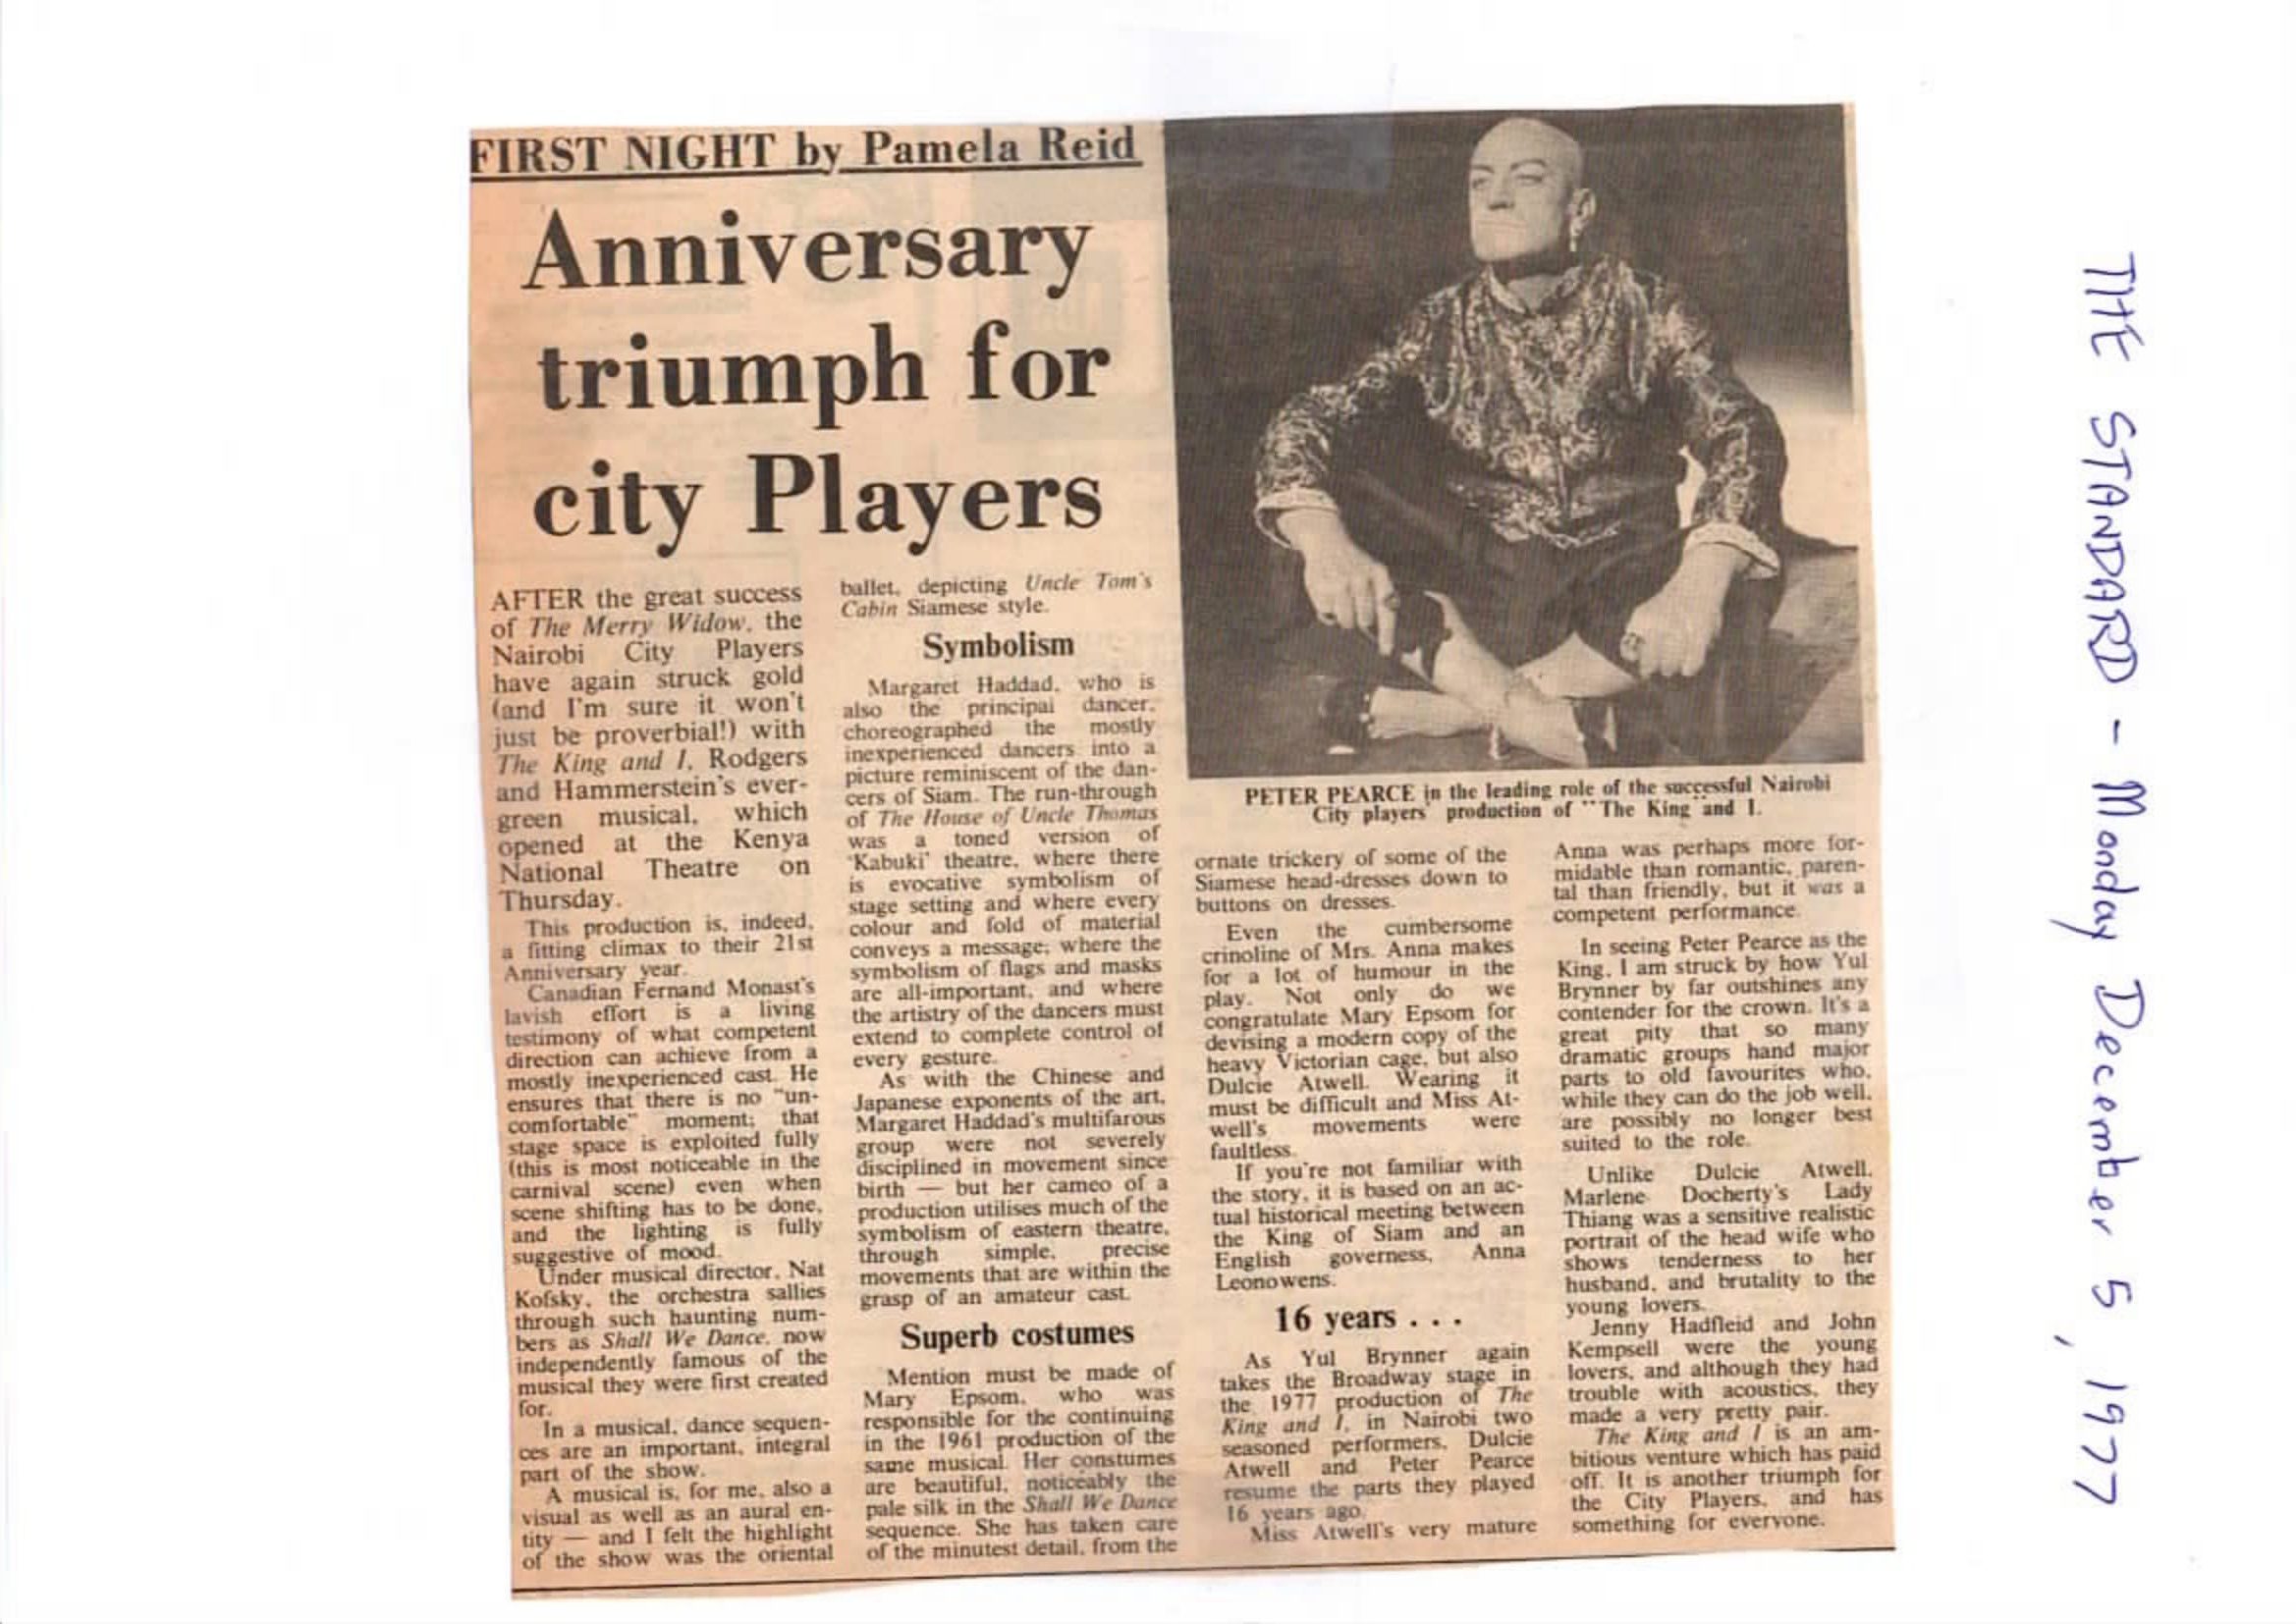 FIRST NIGHT by Pamela Reid
Anniversary
triumph for
city Players
AFTER the great success
of The Merry Widow, the
Nairobi City Players
have again struck gold
(and I'm sure it won't
just be proverbial!) with
The King and I, Rodgers
and Hammerstein's ever-
green musical, which
opened at the Kenya
National Theatre on
Thursday.
This production is, indeed,
a fitting climax to their 21st
Anniversary year.
Canadian Fernand Monast's
lavish effort is a living
testimony of what competent
direction can achieve from a
mostly inexperienced cast. He
ensures that there is no "un-
comfortable" moment; that
stage space is exploited fully
(this is most noticeable in the
carnival scene) even when
scene shifting has to be done,
and the lighting is fully
suggestive of mood.
Under musical director, Nat
Kofsky, the orchestra sallies
through such haunting num-
bers as Shall We Dance, now
independently famous of the
musical they were first created
for.
In a musical, dance sequen-
ces are an important, integral
part of the show.
A musical is, for me, also a
visual as well as an aural en-
tity — and I felt the highlight
of the show was the oriental
ballet, depicting Uncle Tom's
Cabin Siamese style.
Symbolism
Margaret Haddad, who is
also the principal dancer,
choreographed the mostly
inexperienced dancers into a
picture reminiscent of the dan-
cers of Siam. The run-through
of The House of Uncle Thomas
was a toned version of
'Kabuki' theatre, where there
is evocative symbolism of
stage setting and where every
colour and fold of material
conveys a message; where the
symbolism of flags and masks
are all-important, and where
the artistry of the dancers must
extend to complete control of
every gesture.
As with the Chinese and
Japanese exponents of the art,
Margaret Haddad's multifarous
group were not severely
disciplined in movement since
birth — but her cameo of a
production utilises much of the
symbolism of eastern theatre,
through simple, precise
movements that are within the
grasp of an amateur cast.
Superb costumes
Mention must be made of
Mary Epsom, who was
responsible for the continuing
in the 1961 production of the
same musical. Her constumes
are beautiful, noticeably the
pale silk in the Shall We Dance
sequence. She has taken care
of the minutest detail, from the
PETER PEARCE in the leading role of the successful Nairobi
City players' production of "The King and I.
ornate trickery of some of the
Siamese head-dresses down to
buttons on dresses.
Even the cumbersome
crinoline of Mrs. Anna makes
for a lot of humour in the
play. Not only do we
congratulate Mary Epsom for
devising a modern copy of the
heavy Victorian cage, but also
Dulcie Atwell. Wearing it
must be difficult and Miss At-
well's movements were
faultless.
If you're not familiar with
the story, it is based on an ac-
tual historical meeting between
the King of Siam and an
English governess, Anna
Leonowens.
16 years . . .
As Yul Brynner again
takes the Broadway stage in
the 1977 production of The
King and I, in Nairobi two
seasoned performers, Dulcie
Atwell and Peter Pearce
resume the parts they played
16 years ago.
Miss Atwell's very mature
Anna was perhaps more for-
midable than romantic, paren-
tal than friendly, but it was a
competent performance.
In seeing Peter Pearce as the
King, I am struck by how Yul
Brynner by far outshines any
contender for the crown. It's a
great pity that so many
dramatic groups hand major
parts to old favourites who,
while they can do the job well,
are possibly no longer best
suited to the role.
Unlike Dulcie Atwell,
Marlene Docherty's Lady
Thiang was a sensitive realistic
portrait of the head wife who
shows tenderness to her
husband, and brutality to the
young lovers.
Jenny Hadfleid and John
Kempsell were the young
lovers, and although they had
trouble with acoustics, they
made a very pretty pair.
The King and I is an am-
bitious venture which has paid
off. It is another triumph for
the City Players, and has
something for everyone.
THE STANDARD - Monday December 5, 1977